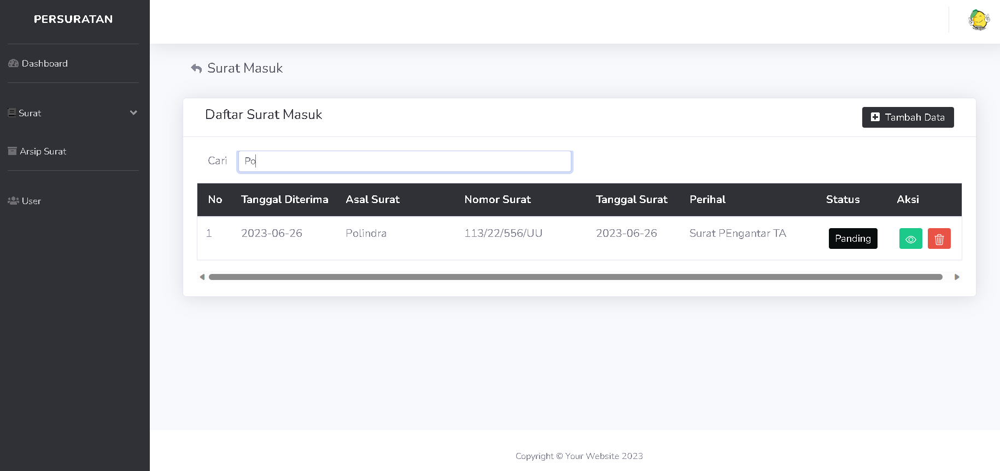 PERSURATAN
Dashboard
Surat
Arsip Surat
User
Surat Masuk
Daftar Surat Masuk
Tambah Data
Cari Po
No Tanggal Diterima Asal Surat Nomor Surat Tanggal Surat Perihal Status Aksi
1 2023-06-26 Polindra 113/22/556/UU 2023-06-26 Surat PEngantar TA Panding
Copyright © Your Website 2023